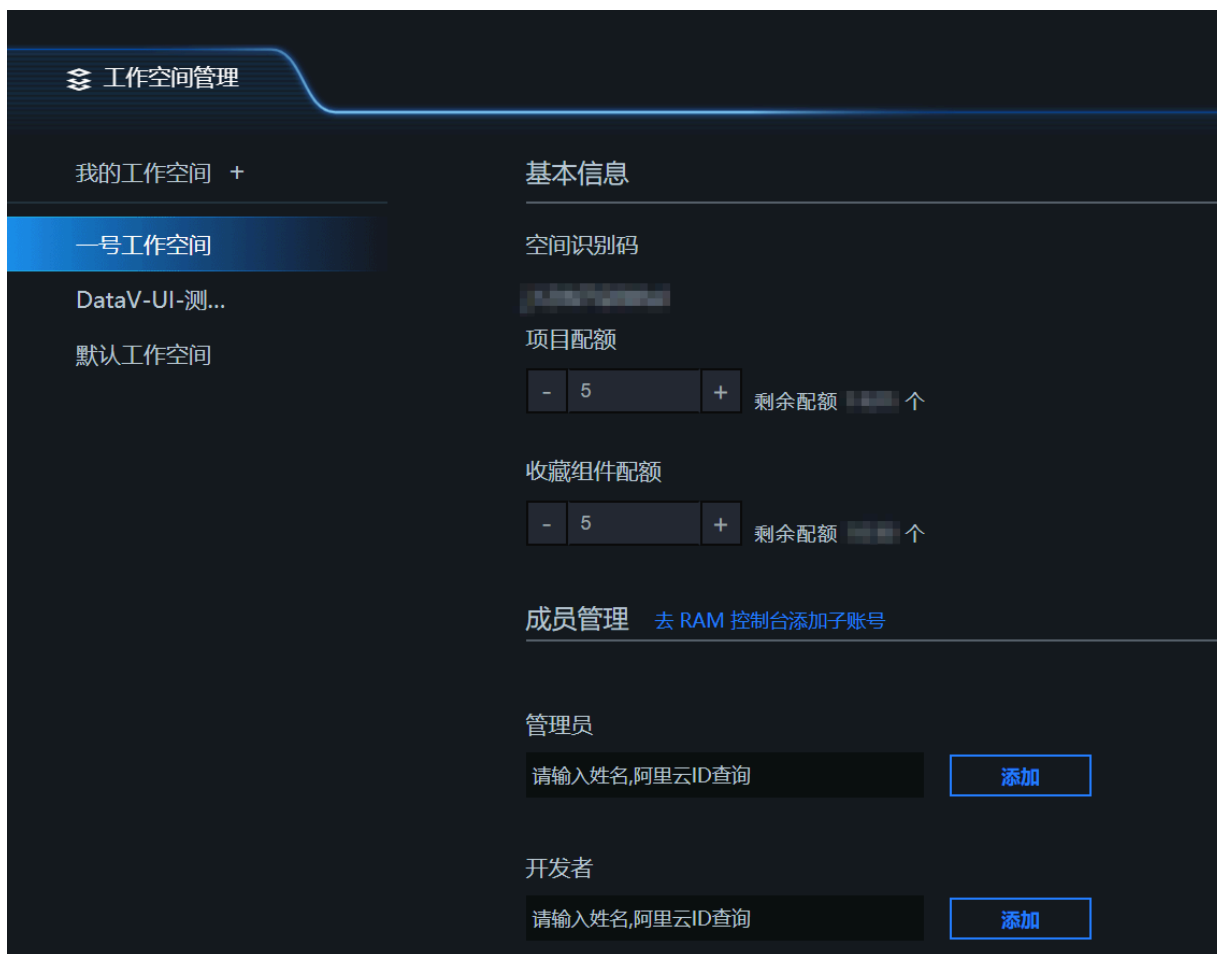 工作空间管理
我的工作空间 +
一号工作空间
DataV-UI-测...
默认工作空间
基本信息
空间识别码
项目配额
- 5 + 剩余配额 个
收藏组件配额
- 5 + 剩余配额 个
成员管理 去 RAM 控制台添加子账号
管理员
请输入姓名,阿里云ID查询 添加
开发者
请输入姓名,阿里云ID查询 添加